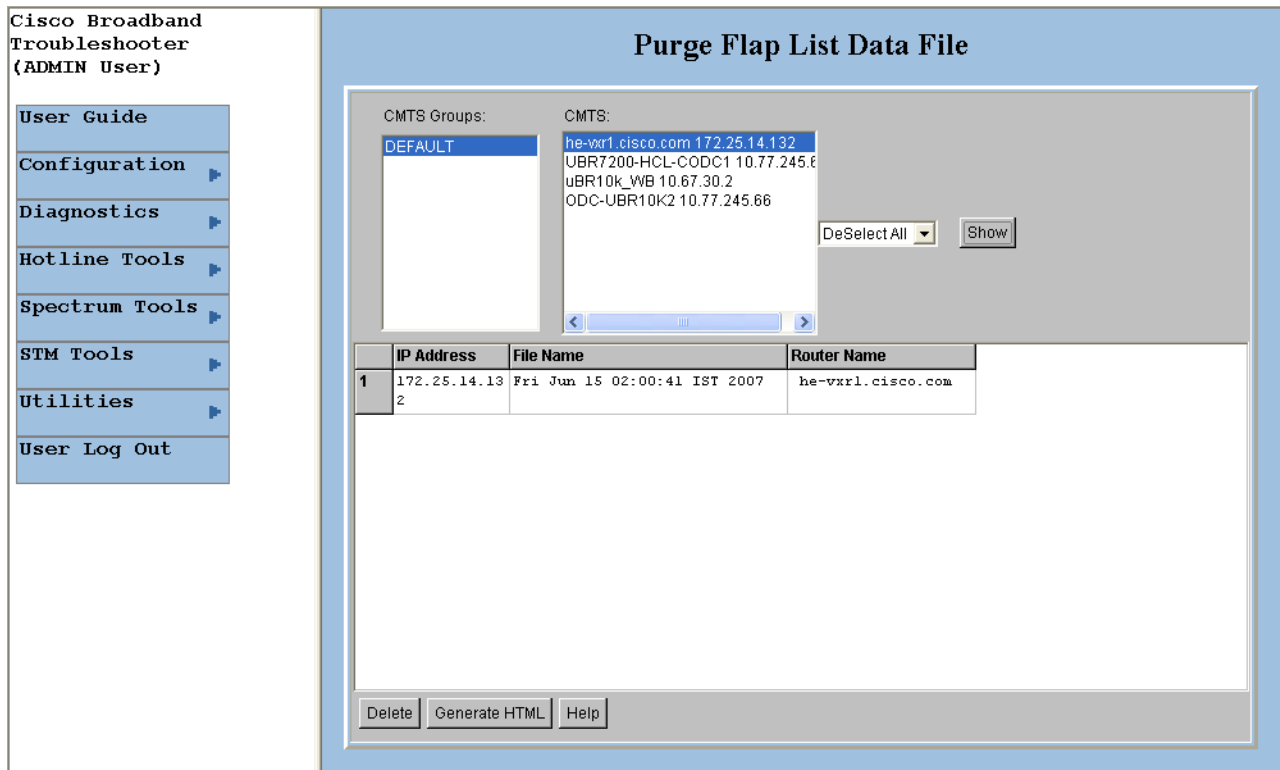 Cisco Broadband
Troubleshooter
(ADMIN User)
User Guide
Configuration
Diagnostics
Hotline Tools
Spectrum Tools
STM Tools
Utilities
User Log Out
Purge Flap List Data File
CMTS Groups:
DEFAULT
CMTS:
he-vxr1.cisco.com 172.25.14.132
UBR7200-HCL-CODC1 10.77.245.6
uBR10k_WB 10.67.30.2
ODC-UBR10K2 10.77.245.66
DeSelect All
Show
IP Address File Name Router Name
1 172.25.14.13 Fri Jun 15 02:00:41 IST 2007 he-vxr1.cisco.com
2
Delete Generate HTML Help